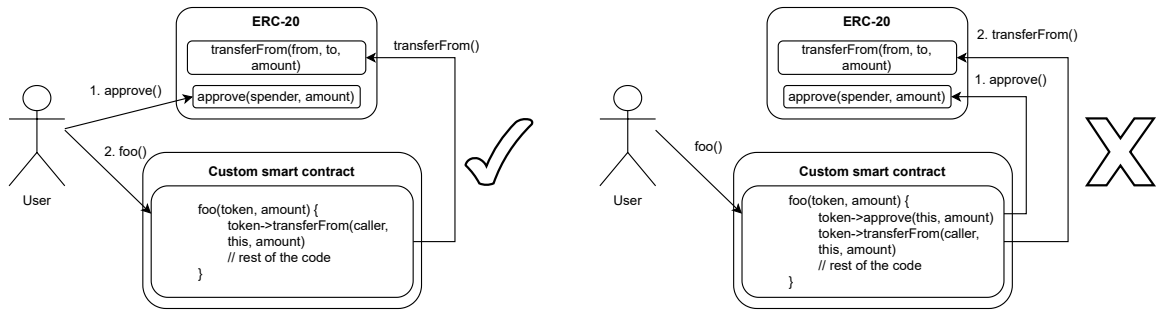 ERC-20
transferFrom(from, to,
amount)
approve(spender, amount)
transferFrom()
1. approve()
2. foo()
User
Custom smart contract
foo(token, amount) {
token->transferFrom(caller,
this, amount)
// rest of the code
}
ERC-20
transferFrom(from, to,
amount)
approve(spender, amount)
2. transferFrom()
1. approve()
foo()
User
Custom smart contract
foo(token, amount) {
token->approve(this, amount)
token->transferFrom(caller,
this, amount)
// rest of the code
}